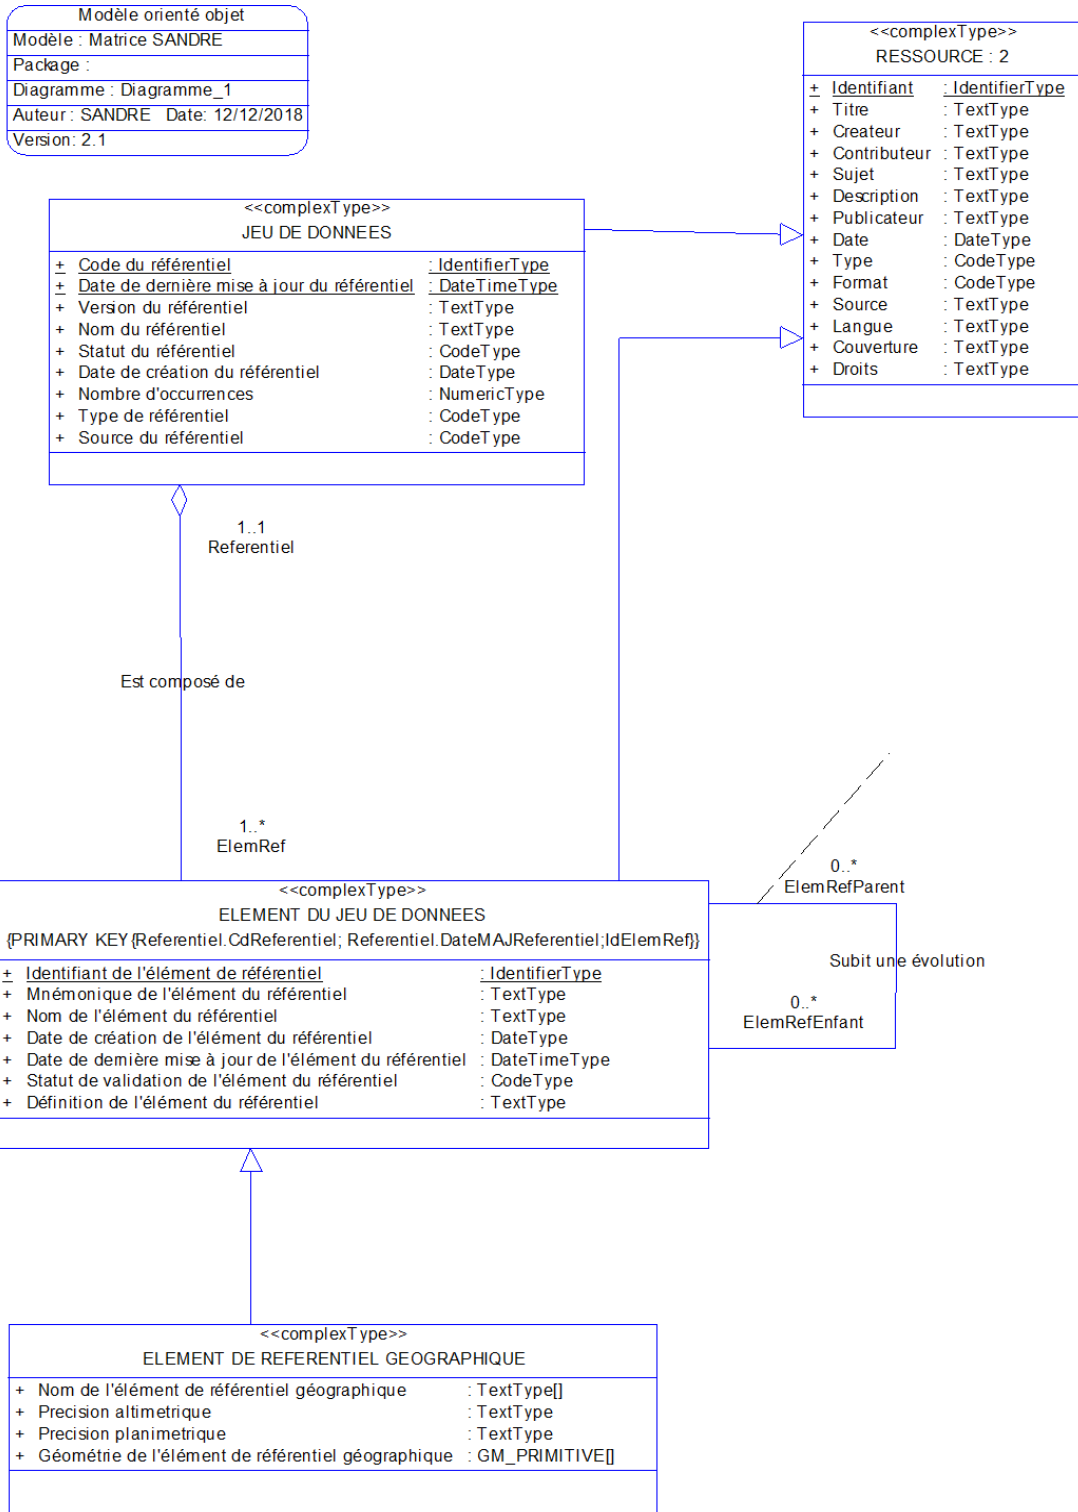 Modèle orienté objet
Modèle : Matrice SANDRE
Package :
Diagramme : Diagramme_1
Auteur : SANDRE Date: 12/12/2018
Version: 2.1
<<complexType>>
RESSOURCE : 2
+ Identifiant : IdentifierType
+ Titre : TextType
+ Createur : TextType
+ Contributeur : TextType
+ Sujet : TextType
+ Description : TextType
+ Publicateur : TextType
+ Date : DateType
+ Type : CodeType
+ Format : CodeType
+ Source : TextType
+ Langue : TextType
+ Couverture : TextType
+ Droits : TextType
<<complexType>>
JEU DE DONNEES
+ Code du référentiel : IdentifierType
+ Date de dernière mise à jour du référentiel : DateTimeType
+ Version du référentiel : TextType
+ Nom du référentiel : TextType
+ Statut du référentiel : CodeType
+ Date de création du référentiel : DateType
+ Nombre d'occurrences : NumericType
+ Type de référentiel : CodeType
+ Source du référentiel : CodeType
1..1
Referentiel
Est composé de
1..*
ElemRef
<<complexType>>
ELEMENT DU JEU DE DONNEES
{PRIMARY KEY{Referentiel.CdReferentiel; Referentiel.DateMAJReferentiel;IdElemRef}}
+ Identifiant de l'élément de référentiel : IdentifierType
+ Mnémonique de l'élément du référentiel : TextType
+ Nom de l'élément du référentiel : TextType
+ Date de création de l'élément du référentiel : DateType
+ Date de dernière mise à jour de l'élément du référentiel : DateTimeType
+ Statut de validation de l'élément du référentiel : CodeType
+ Définition de l'élément du référentiel : TextType
0..*
ElemRefParent
Subit une évolution
0..*
ElemRefEnfant
<<complexType>>
ELEMENT DE REFERENTIEL GEOGRAPHIQUE
+ Nom de l'élément de référentiel géographique : TextType[]
+ Precision altimetrique : TextType
+ Precision planimetrique : TextType
+ Géométrie de l'élément de référentiel géographique : GM_PRIMITIVE[]